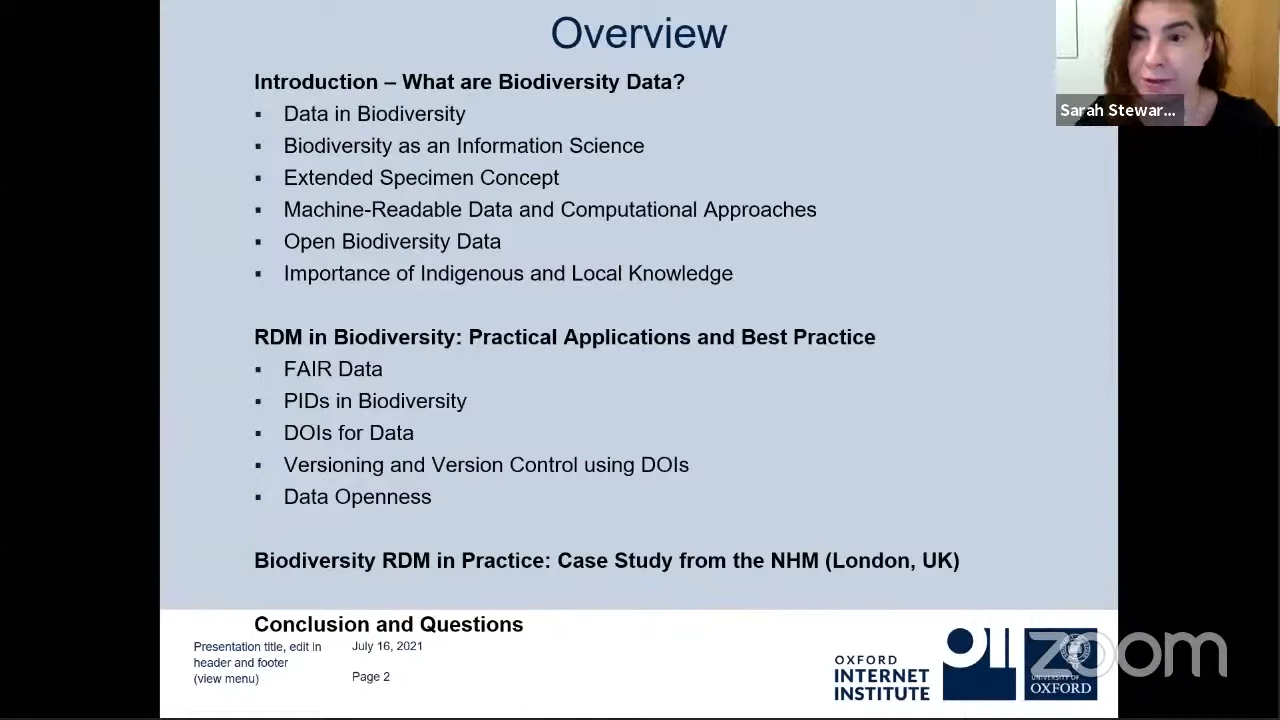 Overview
Introduction – What are Biodiversity Data?
▪ Data in Biodiversity
▪ Biodiversity as an Information Science
▪ Extended Specimen Concept
▪ Machine-Readable Data and Computational Approaches
▪ Open Biodiversity Data
▪ Importance of Indigenous and Local Knowledge
RDM in Biodiversity: Practical Applications and Best Practice
▪ FAIR Data
▪ PIDs in Biodiversity
▪ DOIs for Data
▪ Versioning and Version Control using DOIs
▪ Data Openness
Biodiversity RDM in Practice: Case Study from the NHM (London, UK)
Conclusion and Questions
Presentation title, edit in
header and footer
(view menu)
July 16, 2021
Page 2
OXFORD
INTERNET
INSTITUTE
OII
UNIVERSITY OF
OXFORD
zoom
Sarah Stewar...